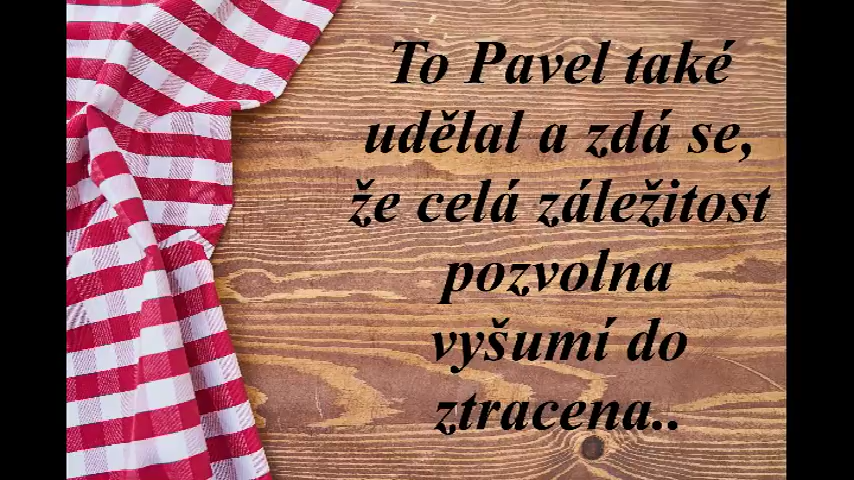 To Pavel také
udělal a zdá se,
že celá záležitost
pozvolna
vyšumí do
ztracena..